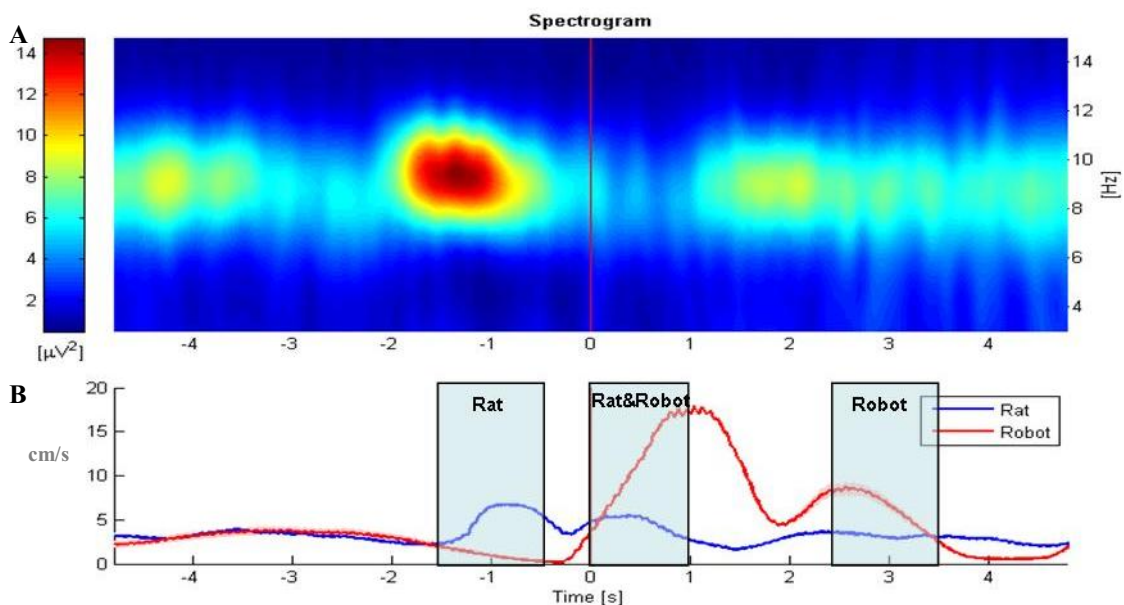 Spectrogram
A
14
12
10
8
6
4
2
[μV²]
14
12
10
8
6
4
[Hz]
-4 -3 -2 -1 0 1 2 3 4
B
20
15
10
5
0
cm/s
Rat
Rat&Robot
Robot
Rat
Robot
-4 -3 -2 -1 0 1 2 3 4
Time [s]